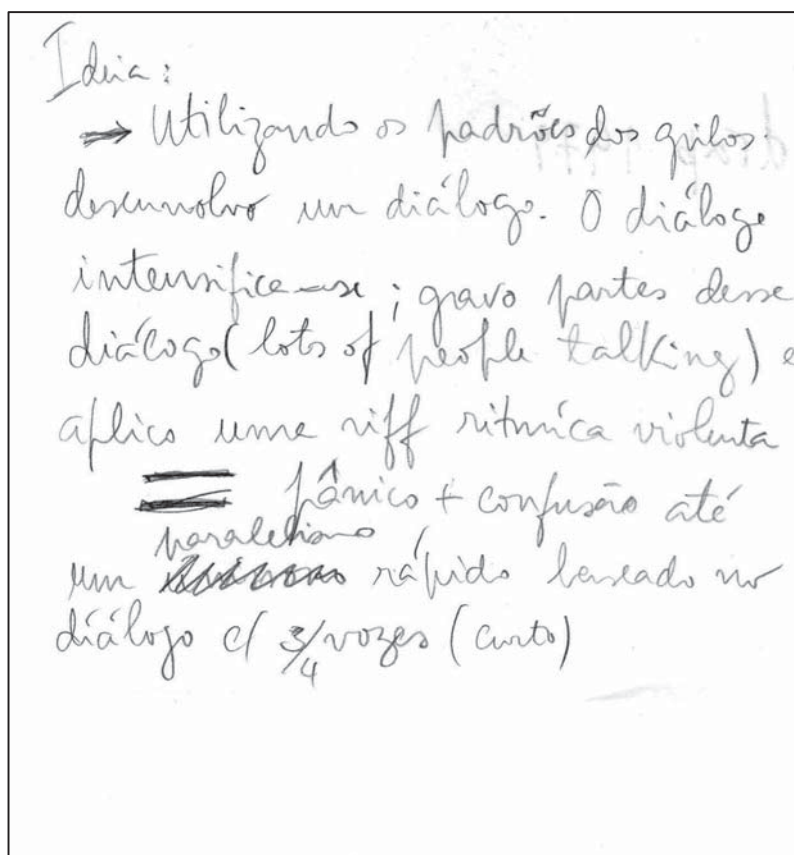 Ideia:
→ Utilizando os padrões dos grilos
desenvolvo um diálogo. O diálogo
intensifica-se; gravo partes desse
diálogo (lots of people talking) e
aplico uma riff rítmica violenta
= pânico + confusão até
paralelismo
um rápido baseado no
diálogo c/ 3/4 vozes (curto)